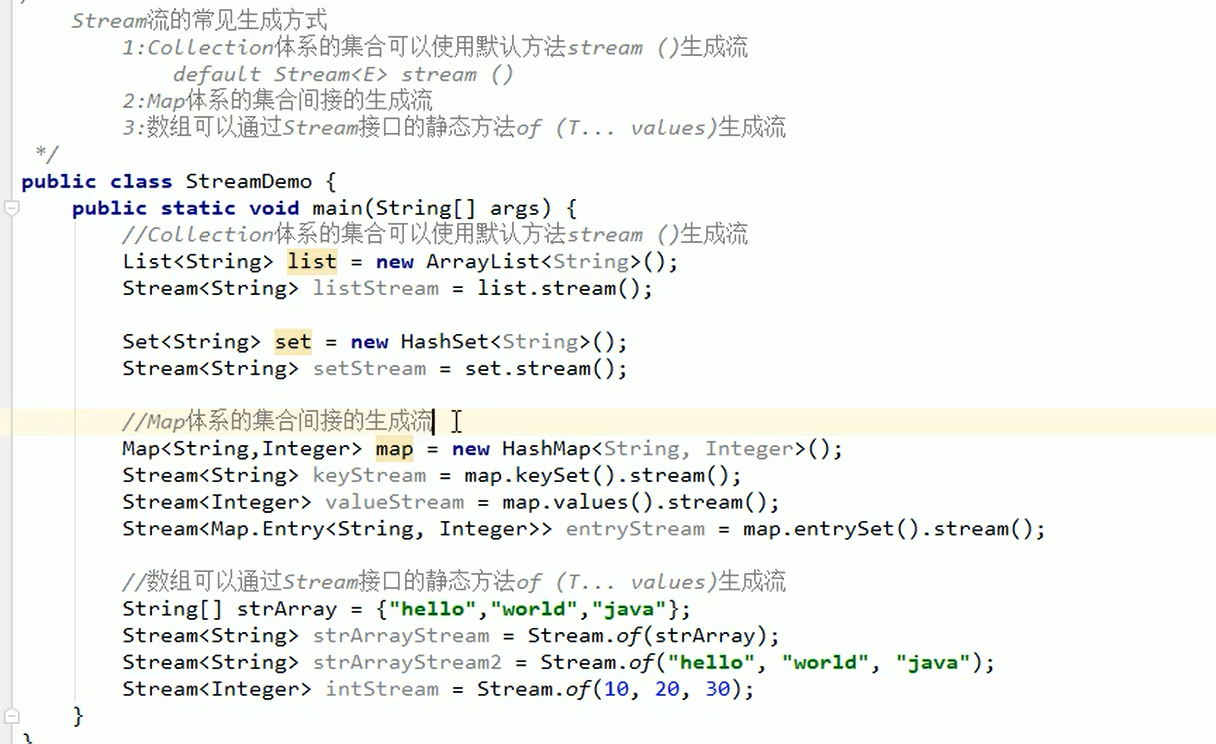 Stream流的常见生成方式
1:Collection体系的集合可以使用默认方法stream ()生成流
default Stream<E> stream ()
2:Map体系的集合间接的生成流
3:数组可以通过Stream接口的静态方法of (T... values)生成流
*/
public class StreamDemo {
public static void main(String[] args) {
//Collection体系的集合可以使用默认方法stream ()生成流
List<String> list = new ArrayList<String>();
Stream<String> listStream = list.stream();
Set<String> set = new HashSet<String>();
Stream<String> setStream = set.stream();
//Map体系的集合间接的生成流
Map<String,Integer> map = new HashMap<String, Integer>();
Stream<String> keyStream = map.keySet().stream();
Stream<Integer> valueStream = map.values().stream();
Stream<Map.Entry<String, Integer>> entryStream = map.entrySet().stream();
//数组可以通过Stream接口的静态方法of (T... values)生成流
String[] strArray = {"hello","world","java"};
Stream<String> strArrayStream = Stream.of(strArray);
Stream<String> strArrayStream2 = Stream.of("hello", "world", "java");
Stream<Integer> intStream = Stream.of(10, 20, 30);
}
}